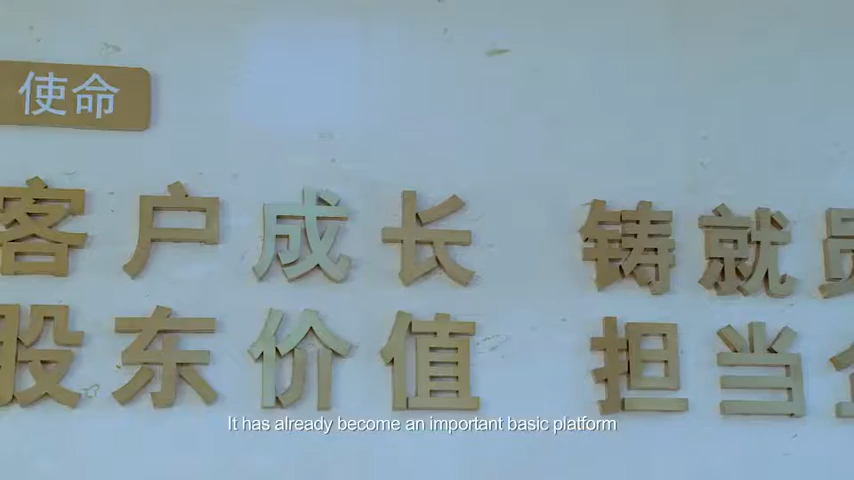 使命
客户成长 铸就员
股东价值 担当
It has already become an important basic platform